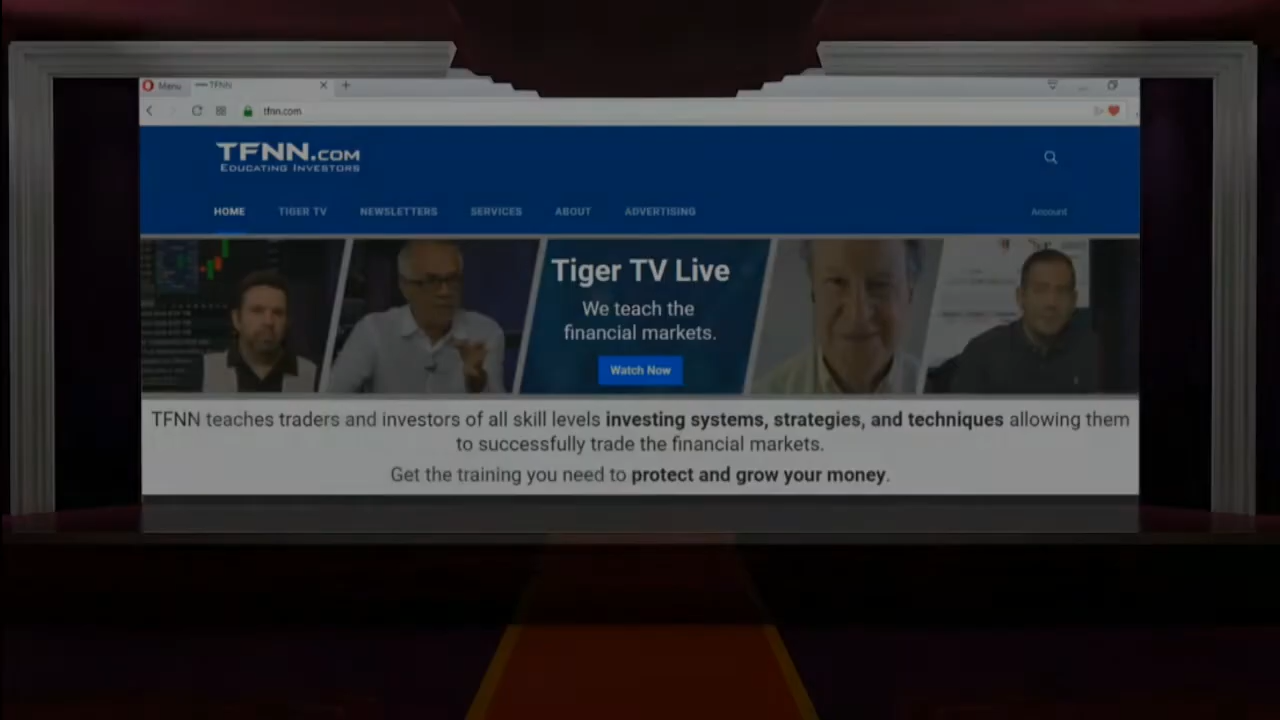 Menu
TFNN
tfnn.com
TFNN.COM
EDUCATING INVESTORS
HOME TIGER TV NEWSLETTERS SERVICES ABOUT ADVERTISING Account
Tiger TV Live
We teach the
financial markets.
Watch Now
TFNN teaches traders and investors of all skill levels investing systems, strategies, and techniques allowing them
to successfully trade the financial markets.
Get the training you need to protect and grow your money.